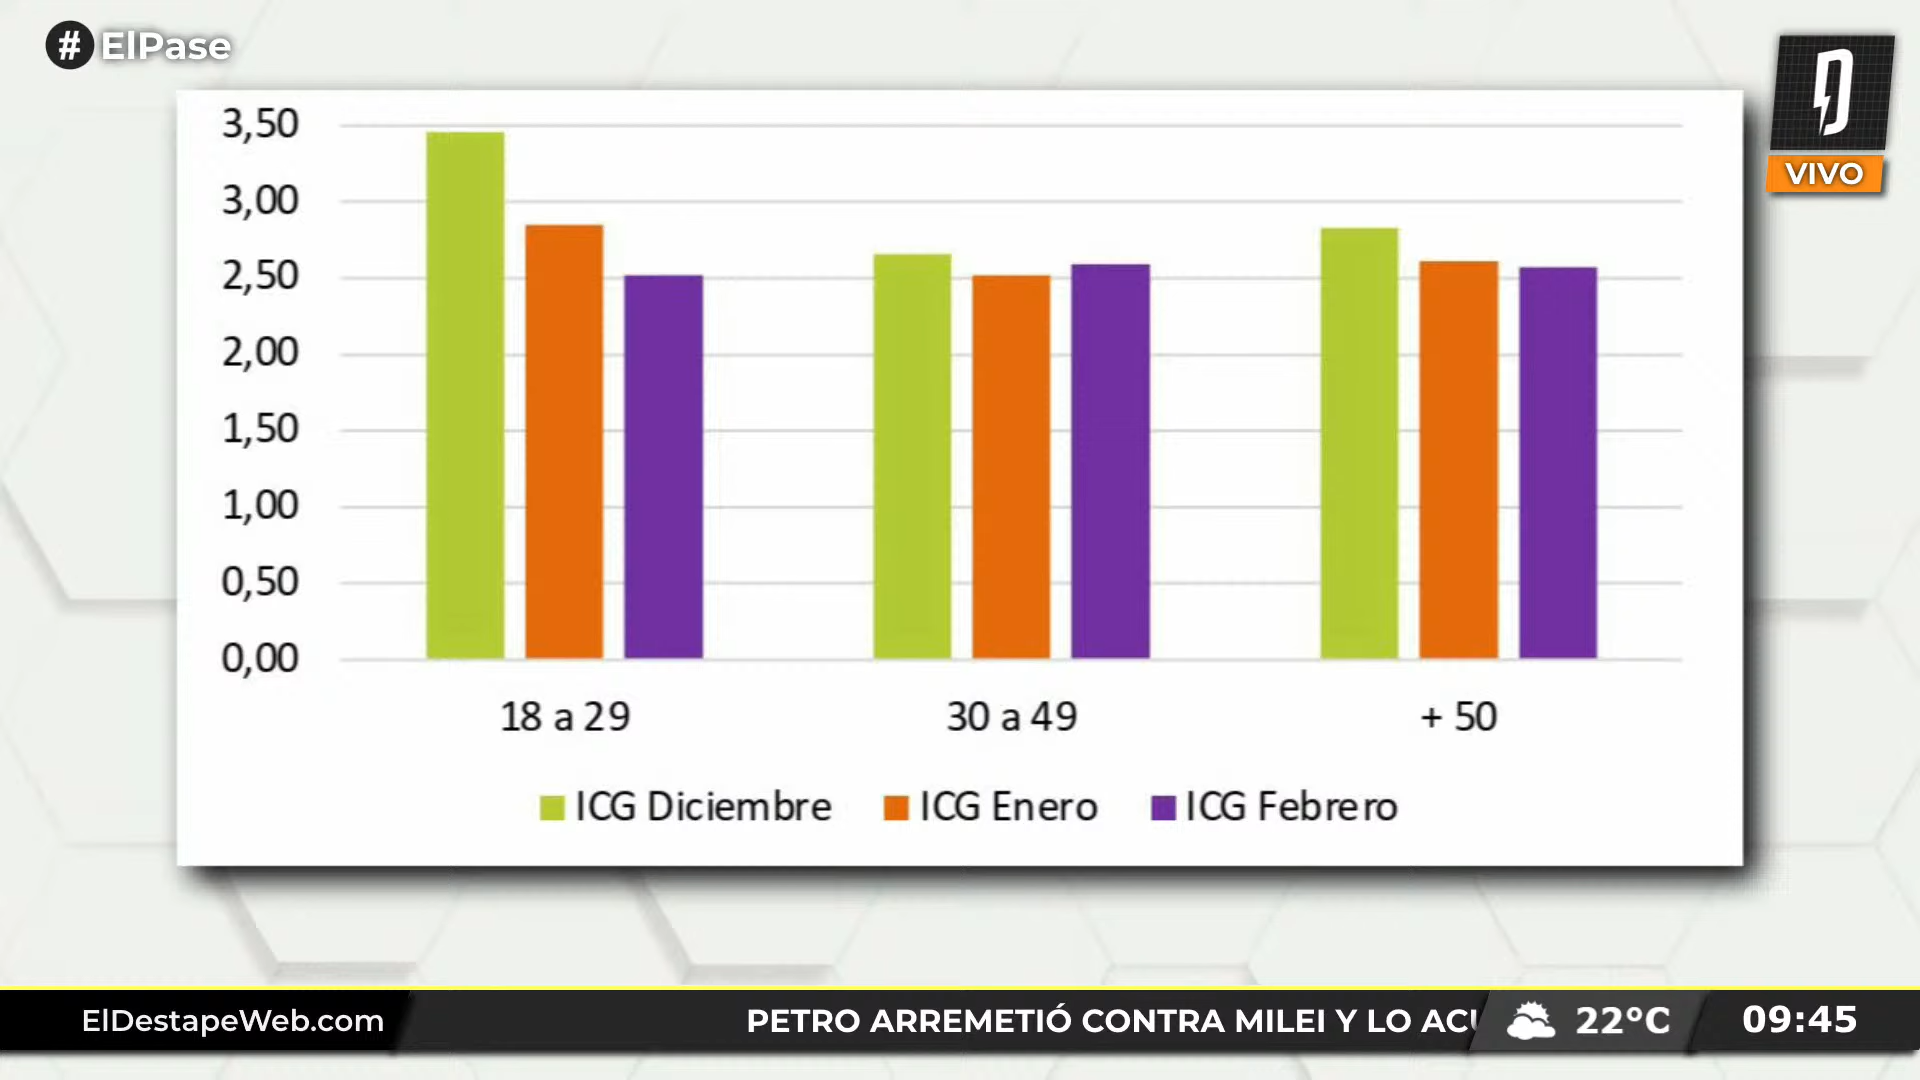 # ElPase
VIVO
3,50
3,00
2,50
2,00
1,50
1,00
0,50
0,00
18 a 29
30 a 49
+ 50
ICG Diciembre
ICG Enero
ICG Febrero
ElDestapeWeb.com
PETRO ARREMETIÓ CONTRA MILEI Y LO
22°C
09:45